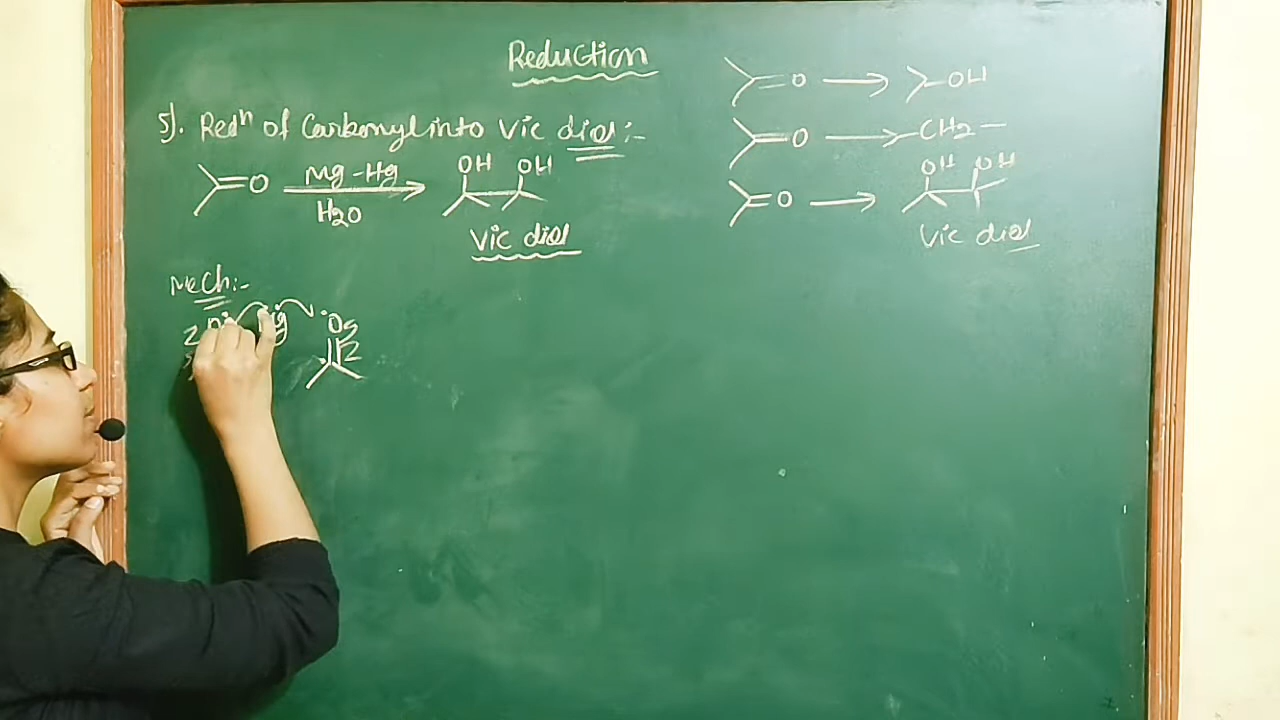 Reduction
5). Redⁿ of Carbonyl into Vic diol :-
=O Mg-Hg OH OH
H2O
Vic diol
Mech:-
O
=O → OH
=O → CH2 —
=O → OH OH
Vic diol